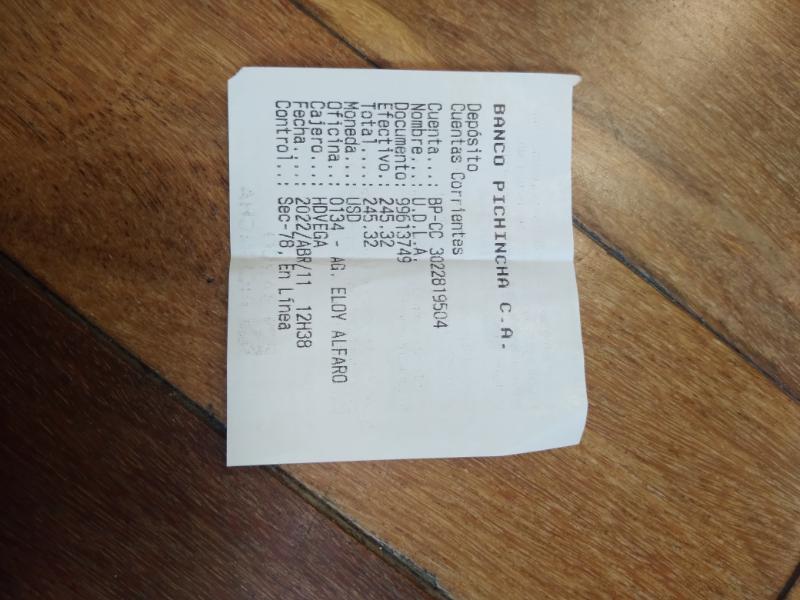 BANCO PICHINCHA C.A.
Depósito
Cuentas Corrientes
Cuenta...: BP-CC 3022819504
Nombre...: U.D.L.A.
Documento: 99613749
Efectivo.: 245.32
Total....: 245.32
Moneda...: USD
Oficina..: 0134 - AG. ELOY ALFARO
Cajero...: HDVEGA
Fecha....: 2022/ABR/11 12H38
Control..: Sec-78, En Línea